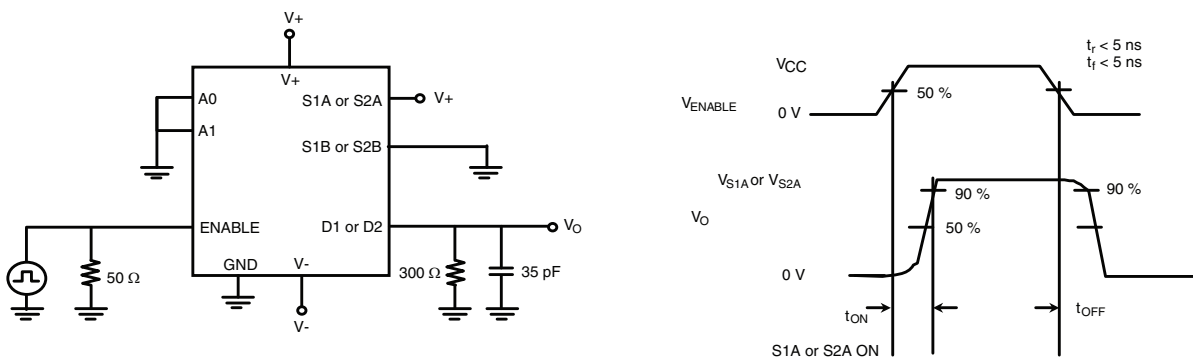 V+
V+
A0
S1A or S2A
V+
A1
S1B or S2B
ENABLE
D1 or D2
VO
GND
V-
50 Ω
300 Ω
35 pF
V-
tr < 5 ns
tf < 5 ns
VCC
50 %
VENABLE
0 V
VS1A or VS2A
90 %
90 %
VO
50 %
0 V
tON
tOFF
S1A or S2A ON